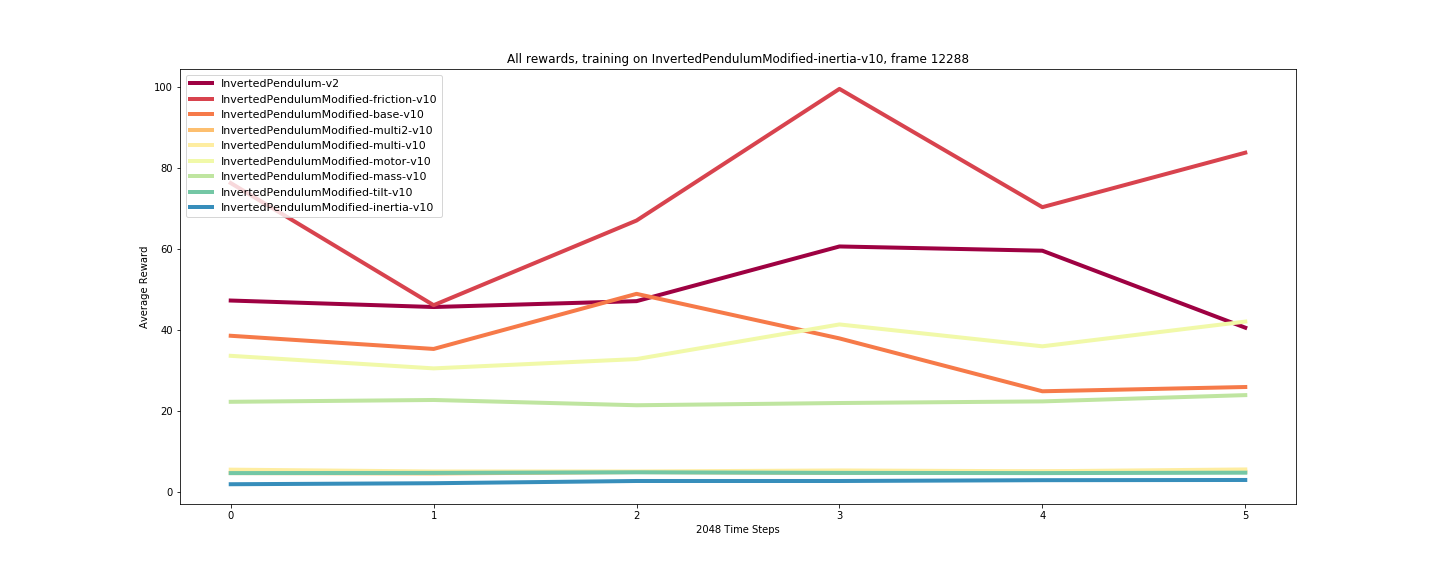 All rewards, training on InvertedPendulumModified-inertia-v10, frame 12288
InvertedPendulum-v2
InvertedPendulumModified-friction-v10
InvertedPendulumModified-base-v10
InvertedPendulumModified-multi2-v10
InvertedPendulumModified-multi-v10
InvertedPendulumModified-motor-v10
InvertedPendulumModified-mass-v10
InvertedPendulumModified-tilt-v10
InvertedPendulumModified-inertia-v10
100
80
60
40
20
0
Average Reward
0 1 2 3 4 5
2048 Time Steps